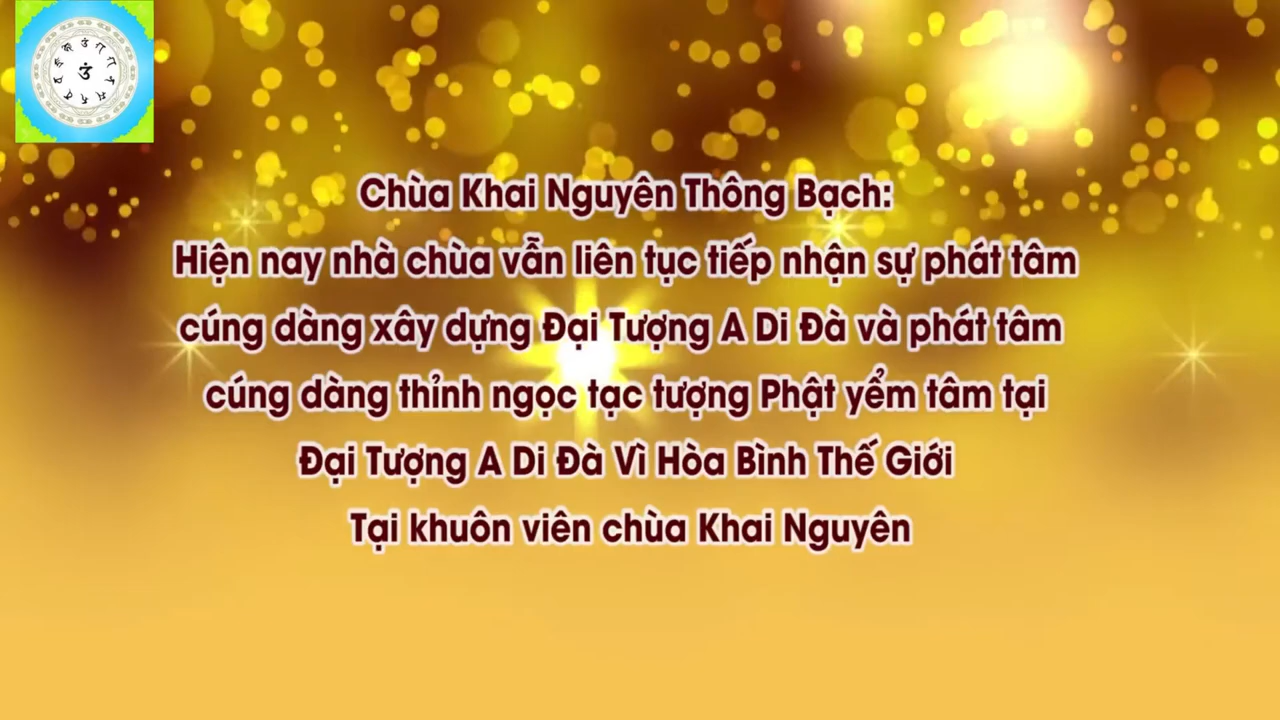 Chùa Khai Nguyên Thông Bạch:
Hiện nay nhà chùa vẫn liên tục tiếp nhận sự phát tâm
cúng dàng xây dựng Đại Tượng A Di Đà và phát tâm
cúng dàng thỉnh ngọc tạc tượng Phật yểm tâm tại
Đại Tượng A Di Đà Vì Hòa Bình Thế Giới
Tại khuôn viên chùa Khai Nguyên